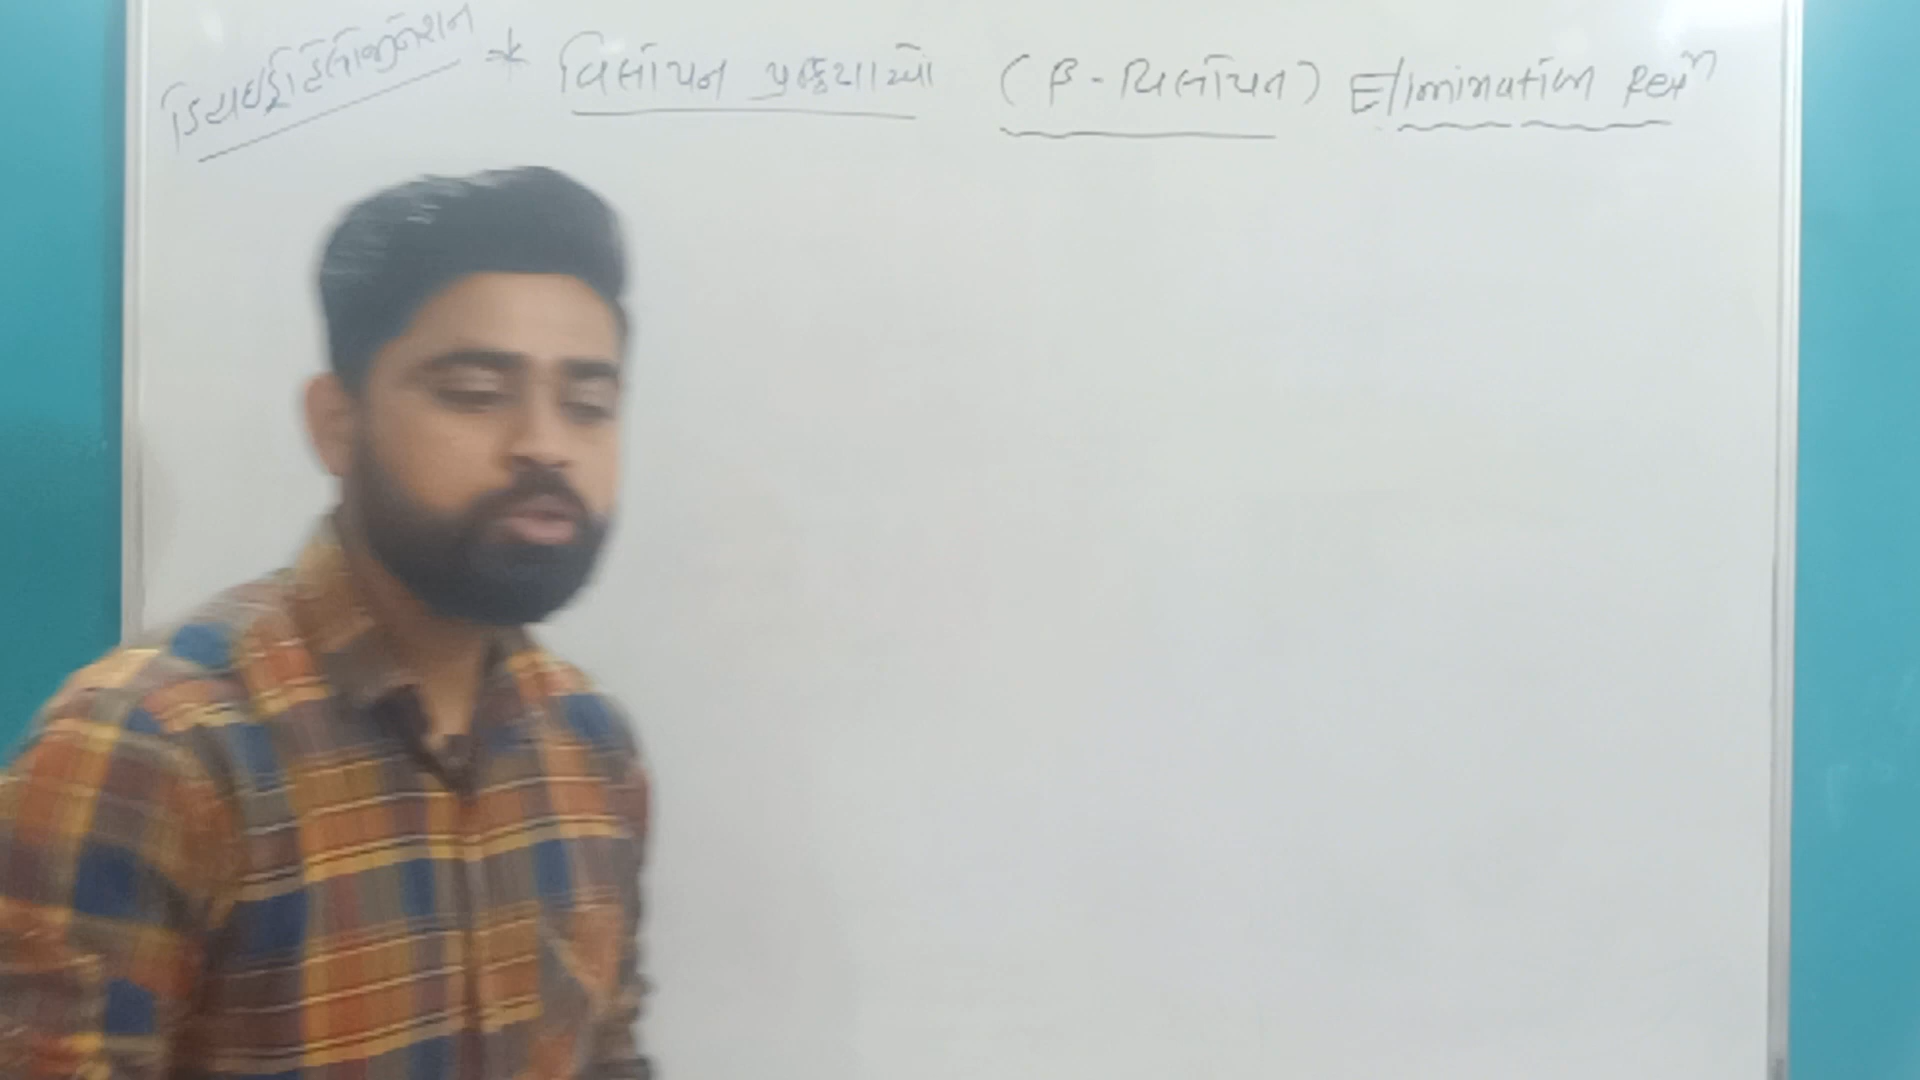 ડિહાઇડ્રોહેલોજીનેશન
* વિલોપન પ્રક્રિયાઓ (β - વિલોપન) Elimination Rexⁿ